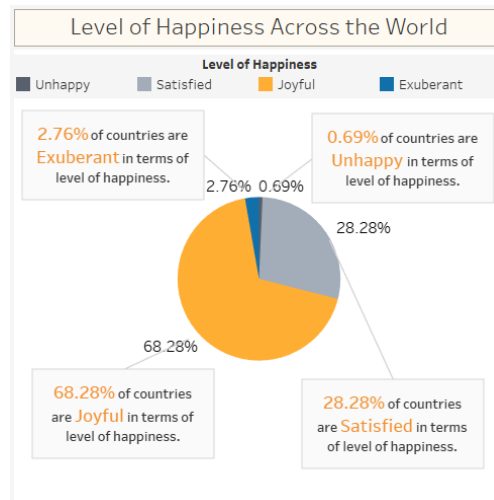 Level of Happiness Across the World
Level of Happiness
Unhappy
Satisfied
Joyful
Exuberant
2.76% of countries are
Exuberant in terms of
level of happiness.
0.69% of countries are
Unhappy in terms of
level of happiness.
2.76%
0.69%
28.28%
68.28%
68.28% of countries
are Joyful in terms of
level of happiness.
28.28% of countries
are Satisfied in terms
of level of happiness.